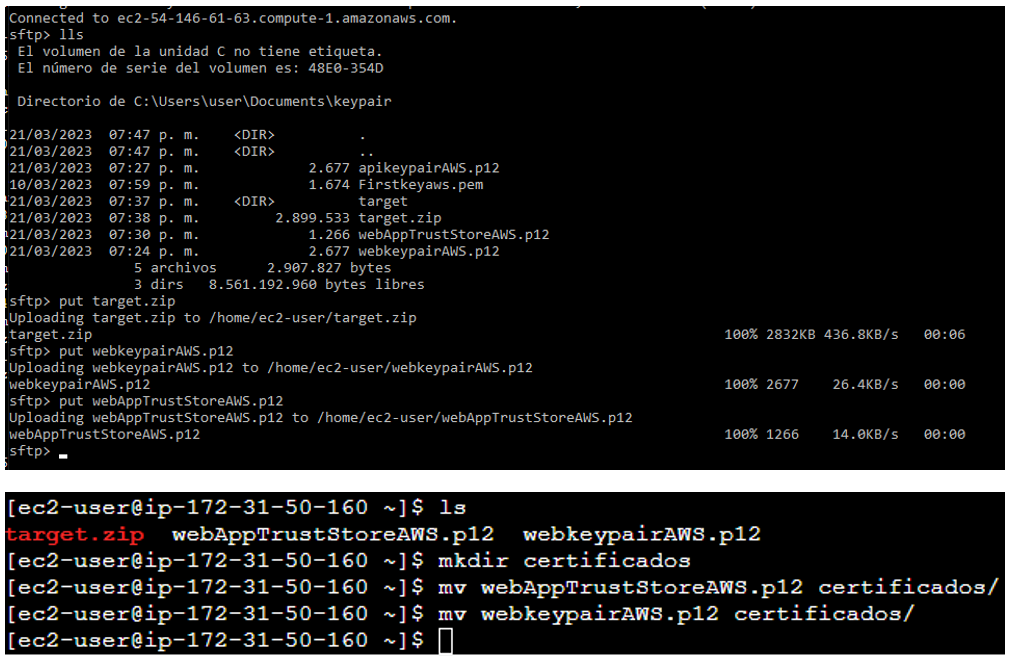 Connected to ec2-54-146-61-63.compute-1.amazonaws.com.
sftp> lls
 El volumen de la unidad C no tiene etiqueta.
 El número de serie del volumen es: 48E0-354D
 Directorio de C:\Users\user\Documents\keypair
21/03/2023  07:47 p. m.    <DIR>          .
21/03/2023  07:47 p. m.    <DIR>          ..
21/03/2023  07:27 p. m.             2.677 apikeypairAWS.p12
10/03/2023  07:59 p. m.             1.674 Firstkeyaws.pem
21/03/2023  07:37 p. m.    <DIR>          target
21/03/2023  07:38 p. m.         2.899.533 target.zip
21/03/2023  07:30 p. m.             1.266 webAppTrustStoreAWS.p12
21/03/2023  07:24 p. m.             2.677 webkeypairAWS.p12
               5 archivos      2.907.827 bytes
               3 dirs   8.561.192.960 bytes libres
sftp> put target.zip
Uploading target.zip to /home/ec2-user/target.zip
target.zip 100% 2832KB 436.8KB/s   00:06
sftp> put webkeypairAWS.p12
Uploading webkeypairAWS.p12 to /home/ec2-user/webkeypairAWS.p12
webkeypairAWS.p12 100% 2677    26.4KB/s   00:00
sftp> put webAppTrustStoreAWS.p12
Uploading webAppTrustStoreAWS.p12 to /home/ec2-user/webAppTrustStoreAWS.p12
webAppTrustStoreAWS.p12 100% 1266    14.0KB/s   00:00
sftp>
[ec2-user@ip-172-31-50-160 ~]$ ls
target.zip  webAppTrustStoreAWS.p12  webkeypairAWS.p12
[ec2-user@ip-172-31-50-160 ~]$ mkdir certificados
[ec2-user@ip-172-31-50-160 ~]$ mv webAppTrustStoreAWS.p12 certificados/
[ec2-user@ip-172-31-50-160 ~]$ mv webkeypairAWS.p12 certificados/
[ec2-user@ip-172-31-50-160 ~]$